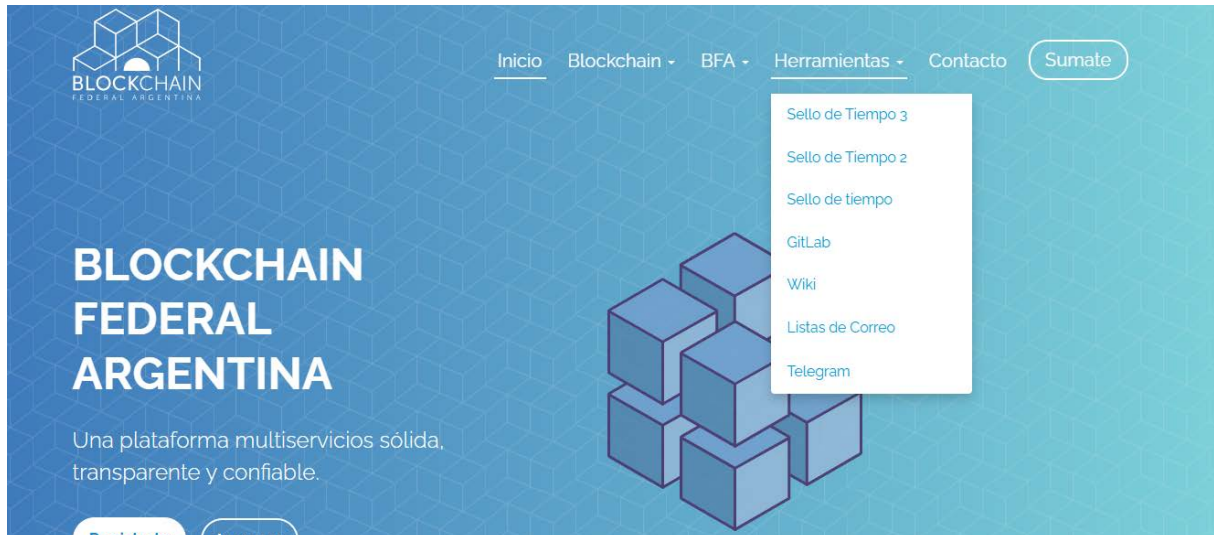 BLOCKCHAIN
FEDERAL ARGENTINA
Inicio Blockchain BFA Herramientas Contacto Sumate
Sello de Tiempo 3
Sello de Tiempo 2
Sello de tiempo
GitLab
Wiki
Listas de Correo
Telegram
BLOCKCHAIN
FEDERAL
ARGENTINA
Una plataforma multiservicios sólida,
transparente y confiable.